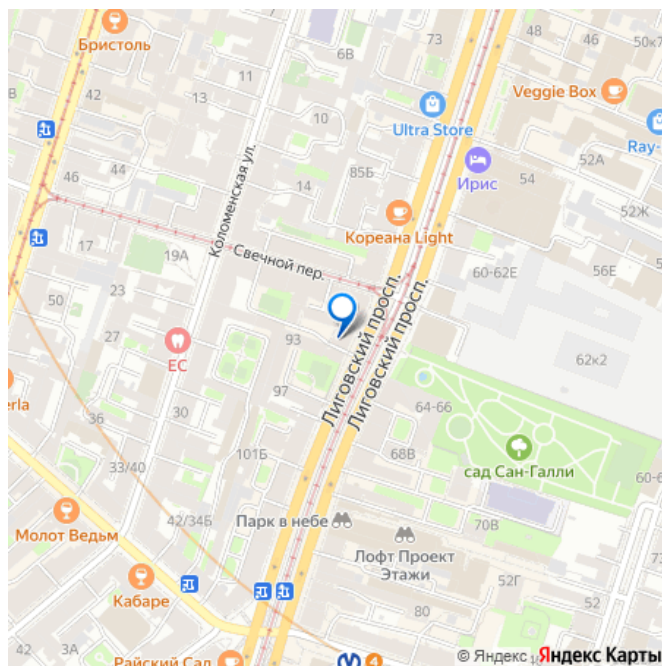 Бристоль
73
48
46
50к7
6В
В
42
11
13
Veggie Box
Ultra Store
Ray-
10
52А
44
46
85Б
Ирис
54
14
Коломенская ул.
52Ж
Кореана Light
17
19А
Свечной пер.
60-62Е
56Е
50
23
27
93
Лиговский просп.
Лиговский просп.
62к2
ЕС
97
erla
36
30
64-66
101Б
68В
сад Сан-Галли
33/40
60-6
Молот Ведьм
42/34Б
Парк в небе
70В
Лофт Проект
Этажи
52Г
Кабаре
80
52
42
3А
Райский Сад
4
© Яндекс
Яндекс Карты